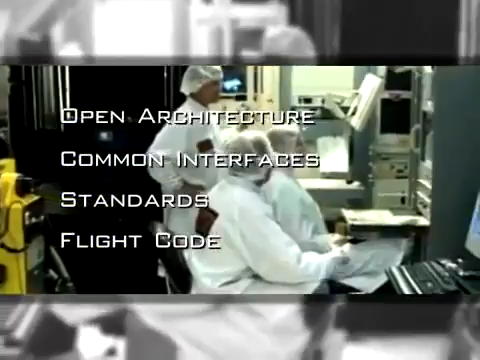 Open Architecture
Common Interfaces
Standards
Flight Code